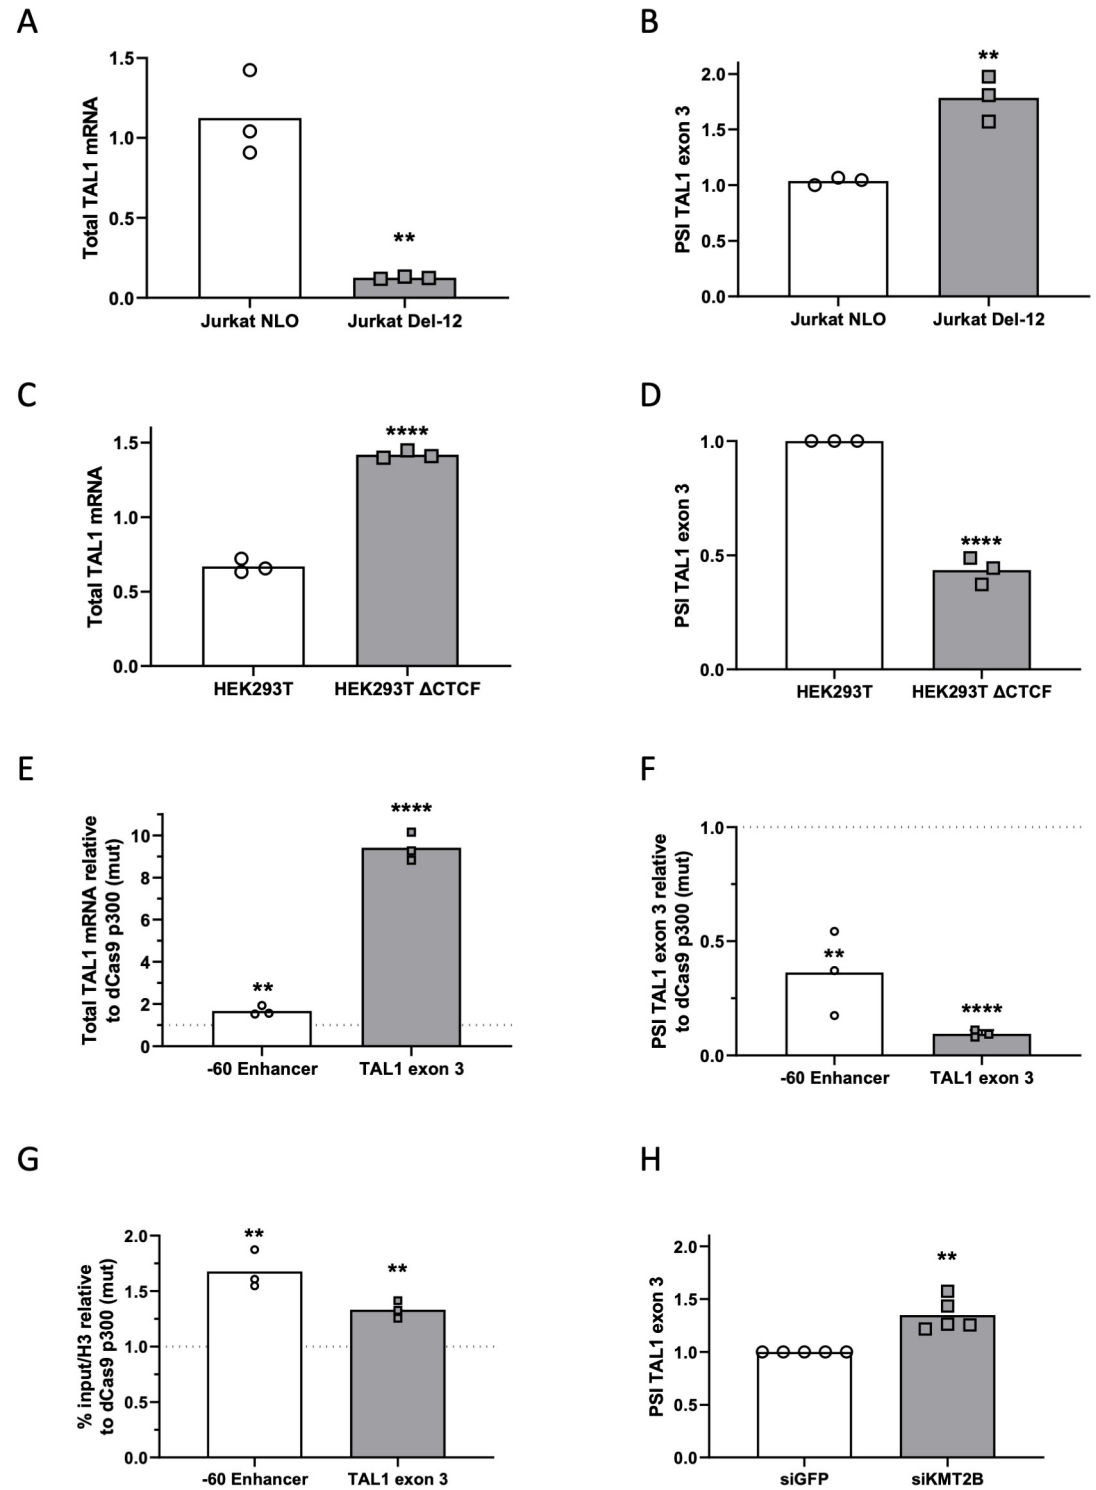 A
Total TAL1 mRNA
1.5
1.0
0.5
0.0
**
Jurkat NLO
Jurkat Del-12
B
PSI TAL1 exon 3
2.0
1.5
1.0
0.5
0.0
**
Jurkat NLO
Jurkat Del-12
C
Total TAL1 mRNA
1.5
1.0
0.5
0.0
****
HEK293T
HEK293T ΔCTCF
D
PSI TAL1 exon 3
1.0
0.5
0.0
****
HEK293T
HEK293T ΔCTCF
E
Total TAL1 mRNA relative
to dCas9 p300 (mut)
10
8
6
4
2
0
**
****
-60 Enhancer
TAL1 exon 3
F
PSI TAL1 exon 3 relative
to dCas9 p300 (mut)
1.0
0.5
0.0
**
****
-60 Enhancer
TAL1 exon 3
G
% input/H3 relative
to dCas9 p300 (mut)
2.0
1.5
1.0
0.5
0.0
**
**
-60 Enhancer
TAL1 exon 3
H
PSI TAL1 exon 3
2.0
1.5
1.0
0.5
0.0
**
siGFP
siKMT2B